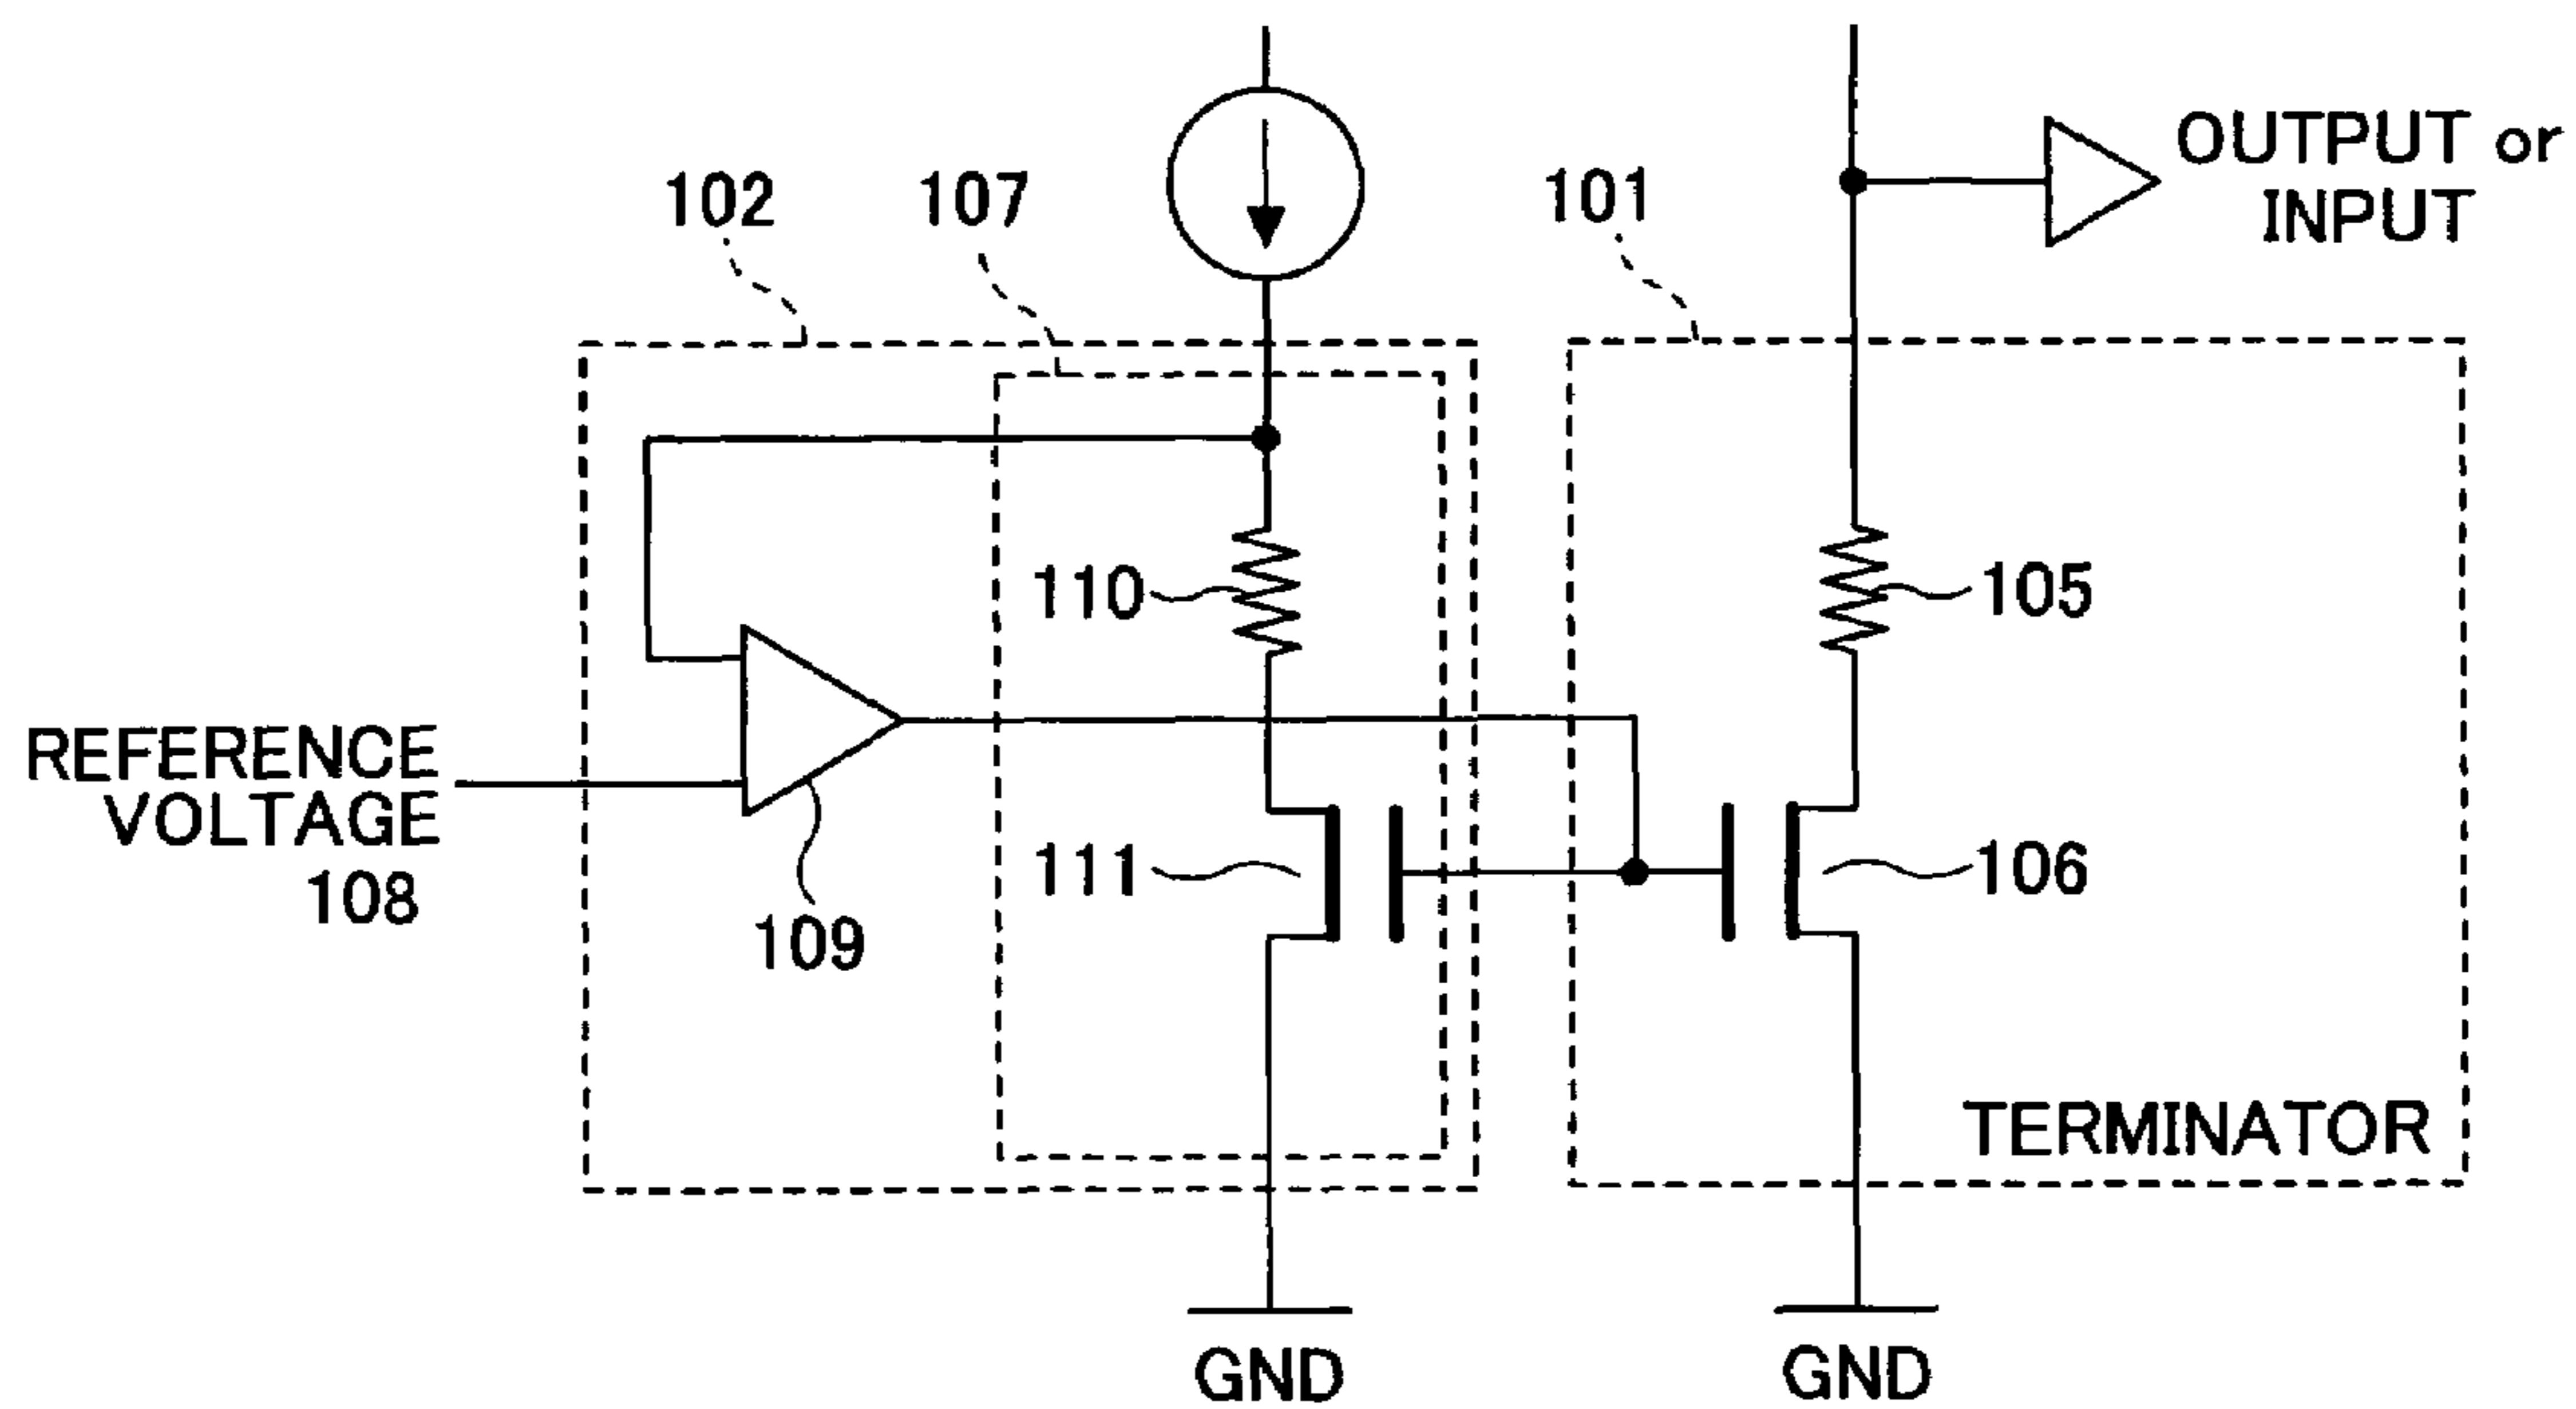 102
107
101
OUTPUT or
INPUT
110
105
REFERENCE
VOLTAGE
108
109
111
106
TERMINATOR
GND
GND